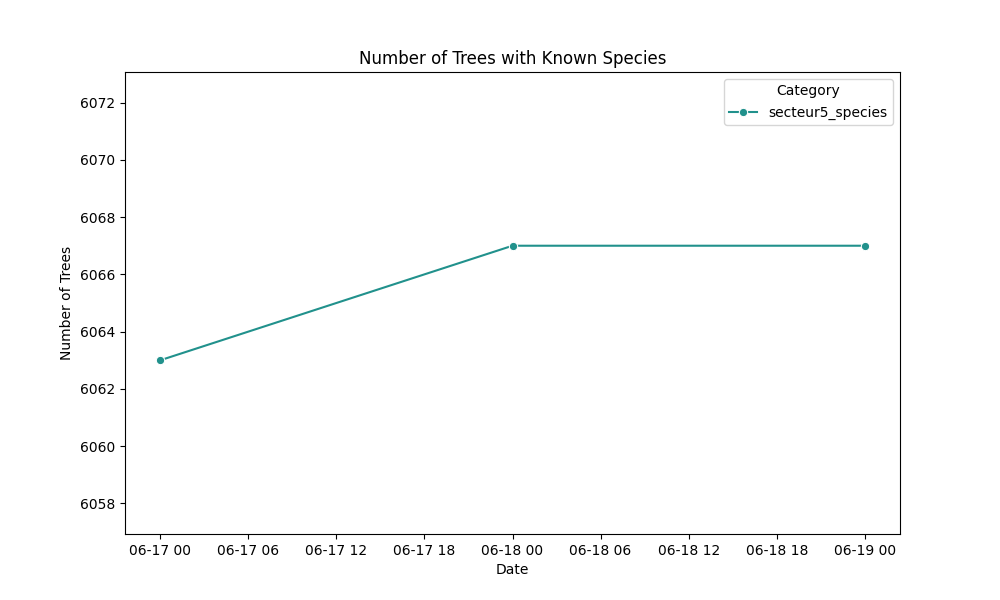 Number of Trees with Known Species
Category
secteur5_species
6072
6070
6068
6066
6064
6062
6060
6058
Number of Trees
06-17 00 06-17 06 06-17 12 06-17 18 06-18 00 06-18 06 06-18 12 06-18 18 06-19 00
Date